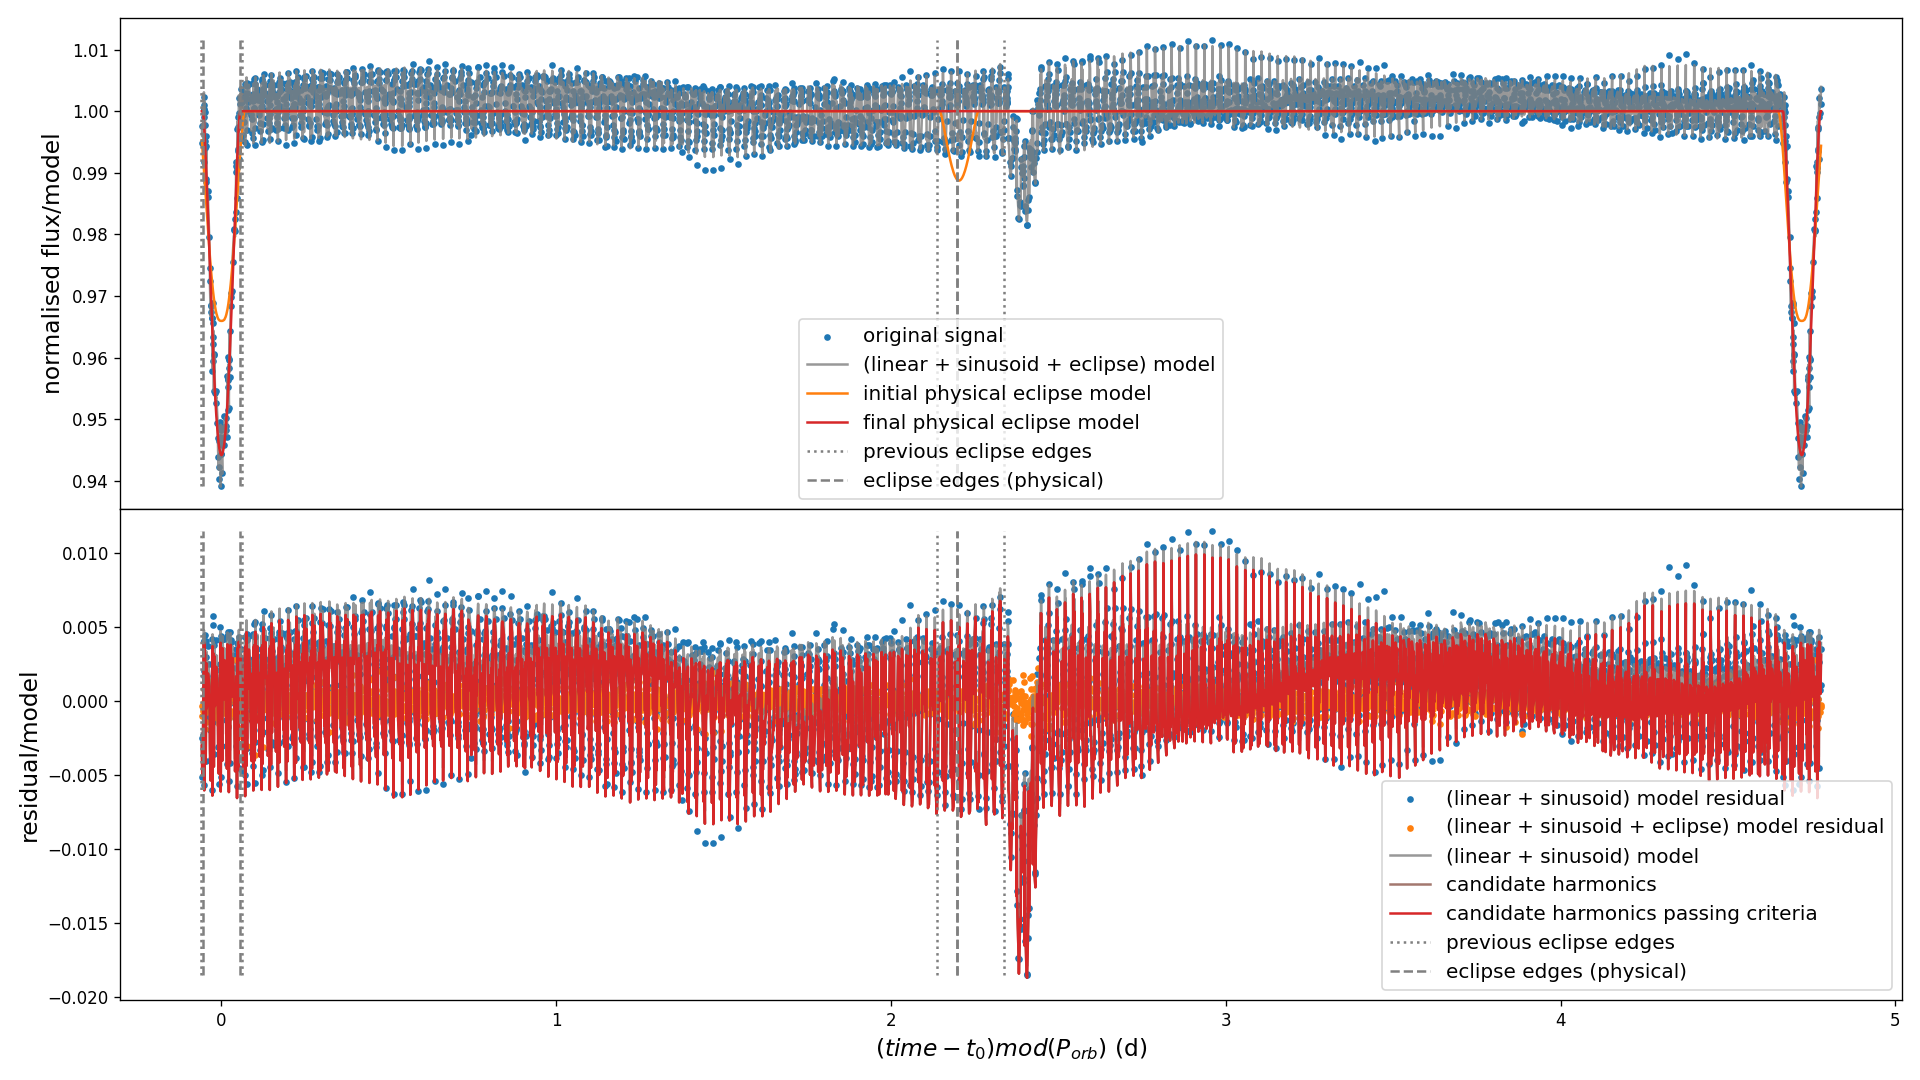 normalised flux/model
1.01
1.00
0.99
0.98
0.97
0.96
0.95
0.94
original signal
(linear + sinusoid + eclipse) model
initial physical eclipse model
final physical eclipse model
previous eclipse edges
eclipse edges (physical)
residual/model
0.010
0.005
0.000
−0.005
−0.010
−0.015
−0.020
(linear + sinusoid) model residual
(linear + sinusoid + eclipse) model residual
(linear + sinusoid) model
candidate harmonics
candidate harmonics passing criteria
previous eclipse edges
eclipse edges (physical)
0 1 2 3 4 5
(time − t₀)mod(P_orb) (d)